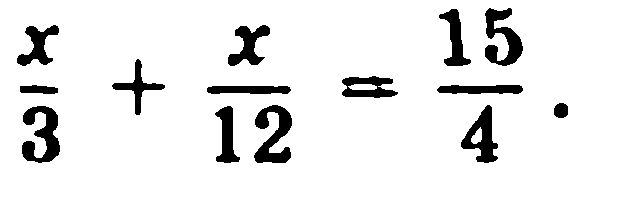 x/3 + x/12 = 15/4.